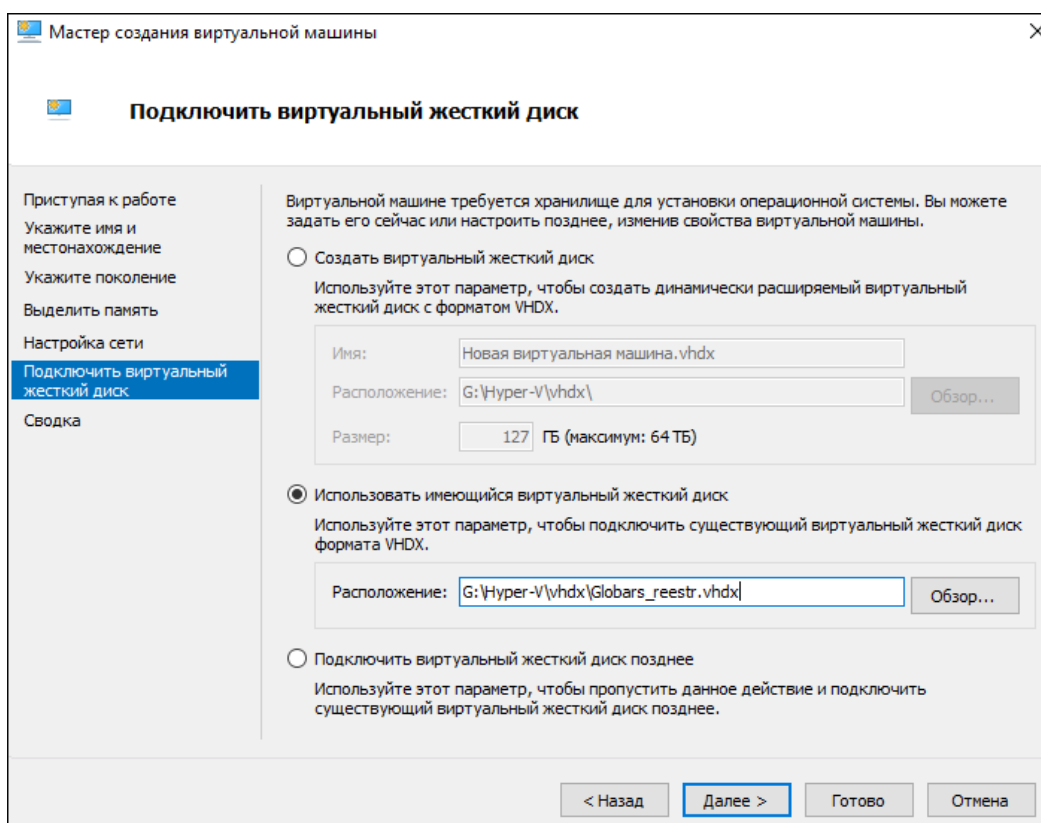 Мастер создания виртуальной машины
Подключить виртуальный жесткий диск
Приступая к работе
Укажите имя и
местонахождение
Укажите поколение
Выделить память
Настройка сети
Подключить виртуальный
жесткий диск
Сводка
Виртуальной машине требуется хранилище для установки операционной системы. Вы можете
задать его сейчас или настроить позднее, изменив свойства виртуальной машины.
Создать виртуальный жесткий диск
Используйте этот параметр, чтобы создать динамически расширяемый виртуальный
жесткий диск с форматом VHDX.
Имя: Новая виртуальная машина.vhdx
Расположение: G:\Hyper-V\vhdx\ Обзор...
Размер: 127 ГБ (максимум: 64 ТБ)
Использовать имеющийся виртуальный жесткий диск
Используйте этот параметр, чтобы подключить существующий виртуальный жесткий диск
формата VHDX.
Расположение: G:\Hyper-V\vhdx\Globars_reestr.vhdx Обзор...
Подключить виртуальный жесткий диск позднее
Используйте этот параметр, чтобы пропустить данное действие и подключить
существующий виртуальный жесткий диск позднее.
< Назад Далее > Готово Отмена